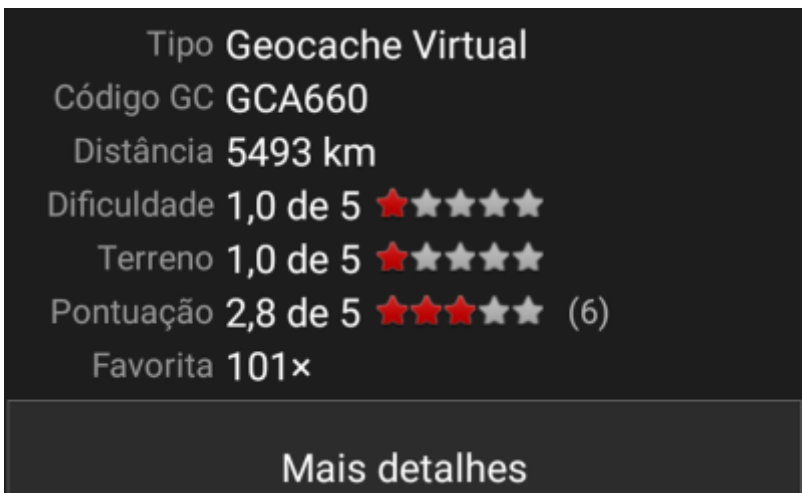 Tipo Geocache Virtual
Código GC GCA660
Distância 5493 km
Dificuldade 1,0 de 5
Terreno 1,0 de 5
Pontuação 2,8 de 5 (6)
Favorita 101×
Mais detalhes